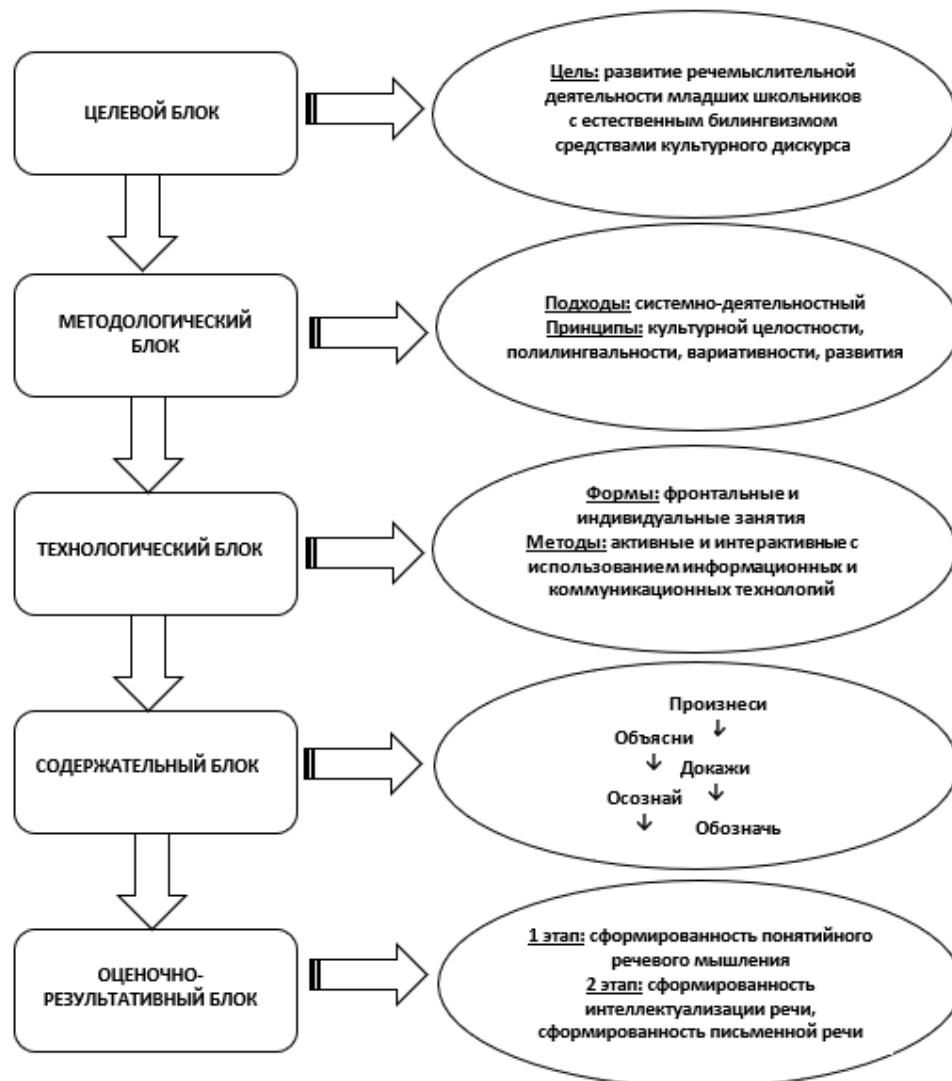 ЦЕЛЕВОЙ БЛОК
Цель: развитие речемыслительной
деятельности младших школьников
с естественным билингвизмом
средствами культурного дискурса
МЕТОДОЛОГИЧЕСКИЙ
БЛОК
Подходы: системно-деятельностный
Принципы: культурной целостности,
полилингвальности, вариативности, развития
ТЕХНОЛОГИЧЕСКИЙ БЛОК
Формы: фронтальные и
индивидуальные занятия
Методы: активные и интерактивные с
использованием информационных и
коммуникационных технологий
СОДЕРЖАТЕЛЬНЫЙ БЛОК
Произнеси
Объясни
Докажи
Осознай
Обозначь
ОЦЕНОЧНО-
РЕЗУЛЬТАТИВНЫЙ БЛОК
1 этап: сформированность понятийного
речевого мышления
2 этап: сформированность
интеллектуализации речи,
сформированность письменной речи